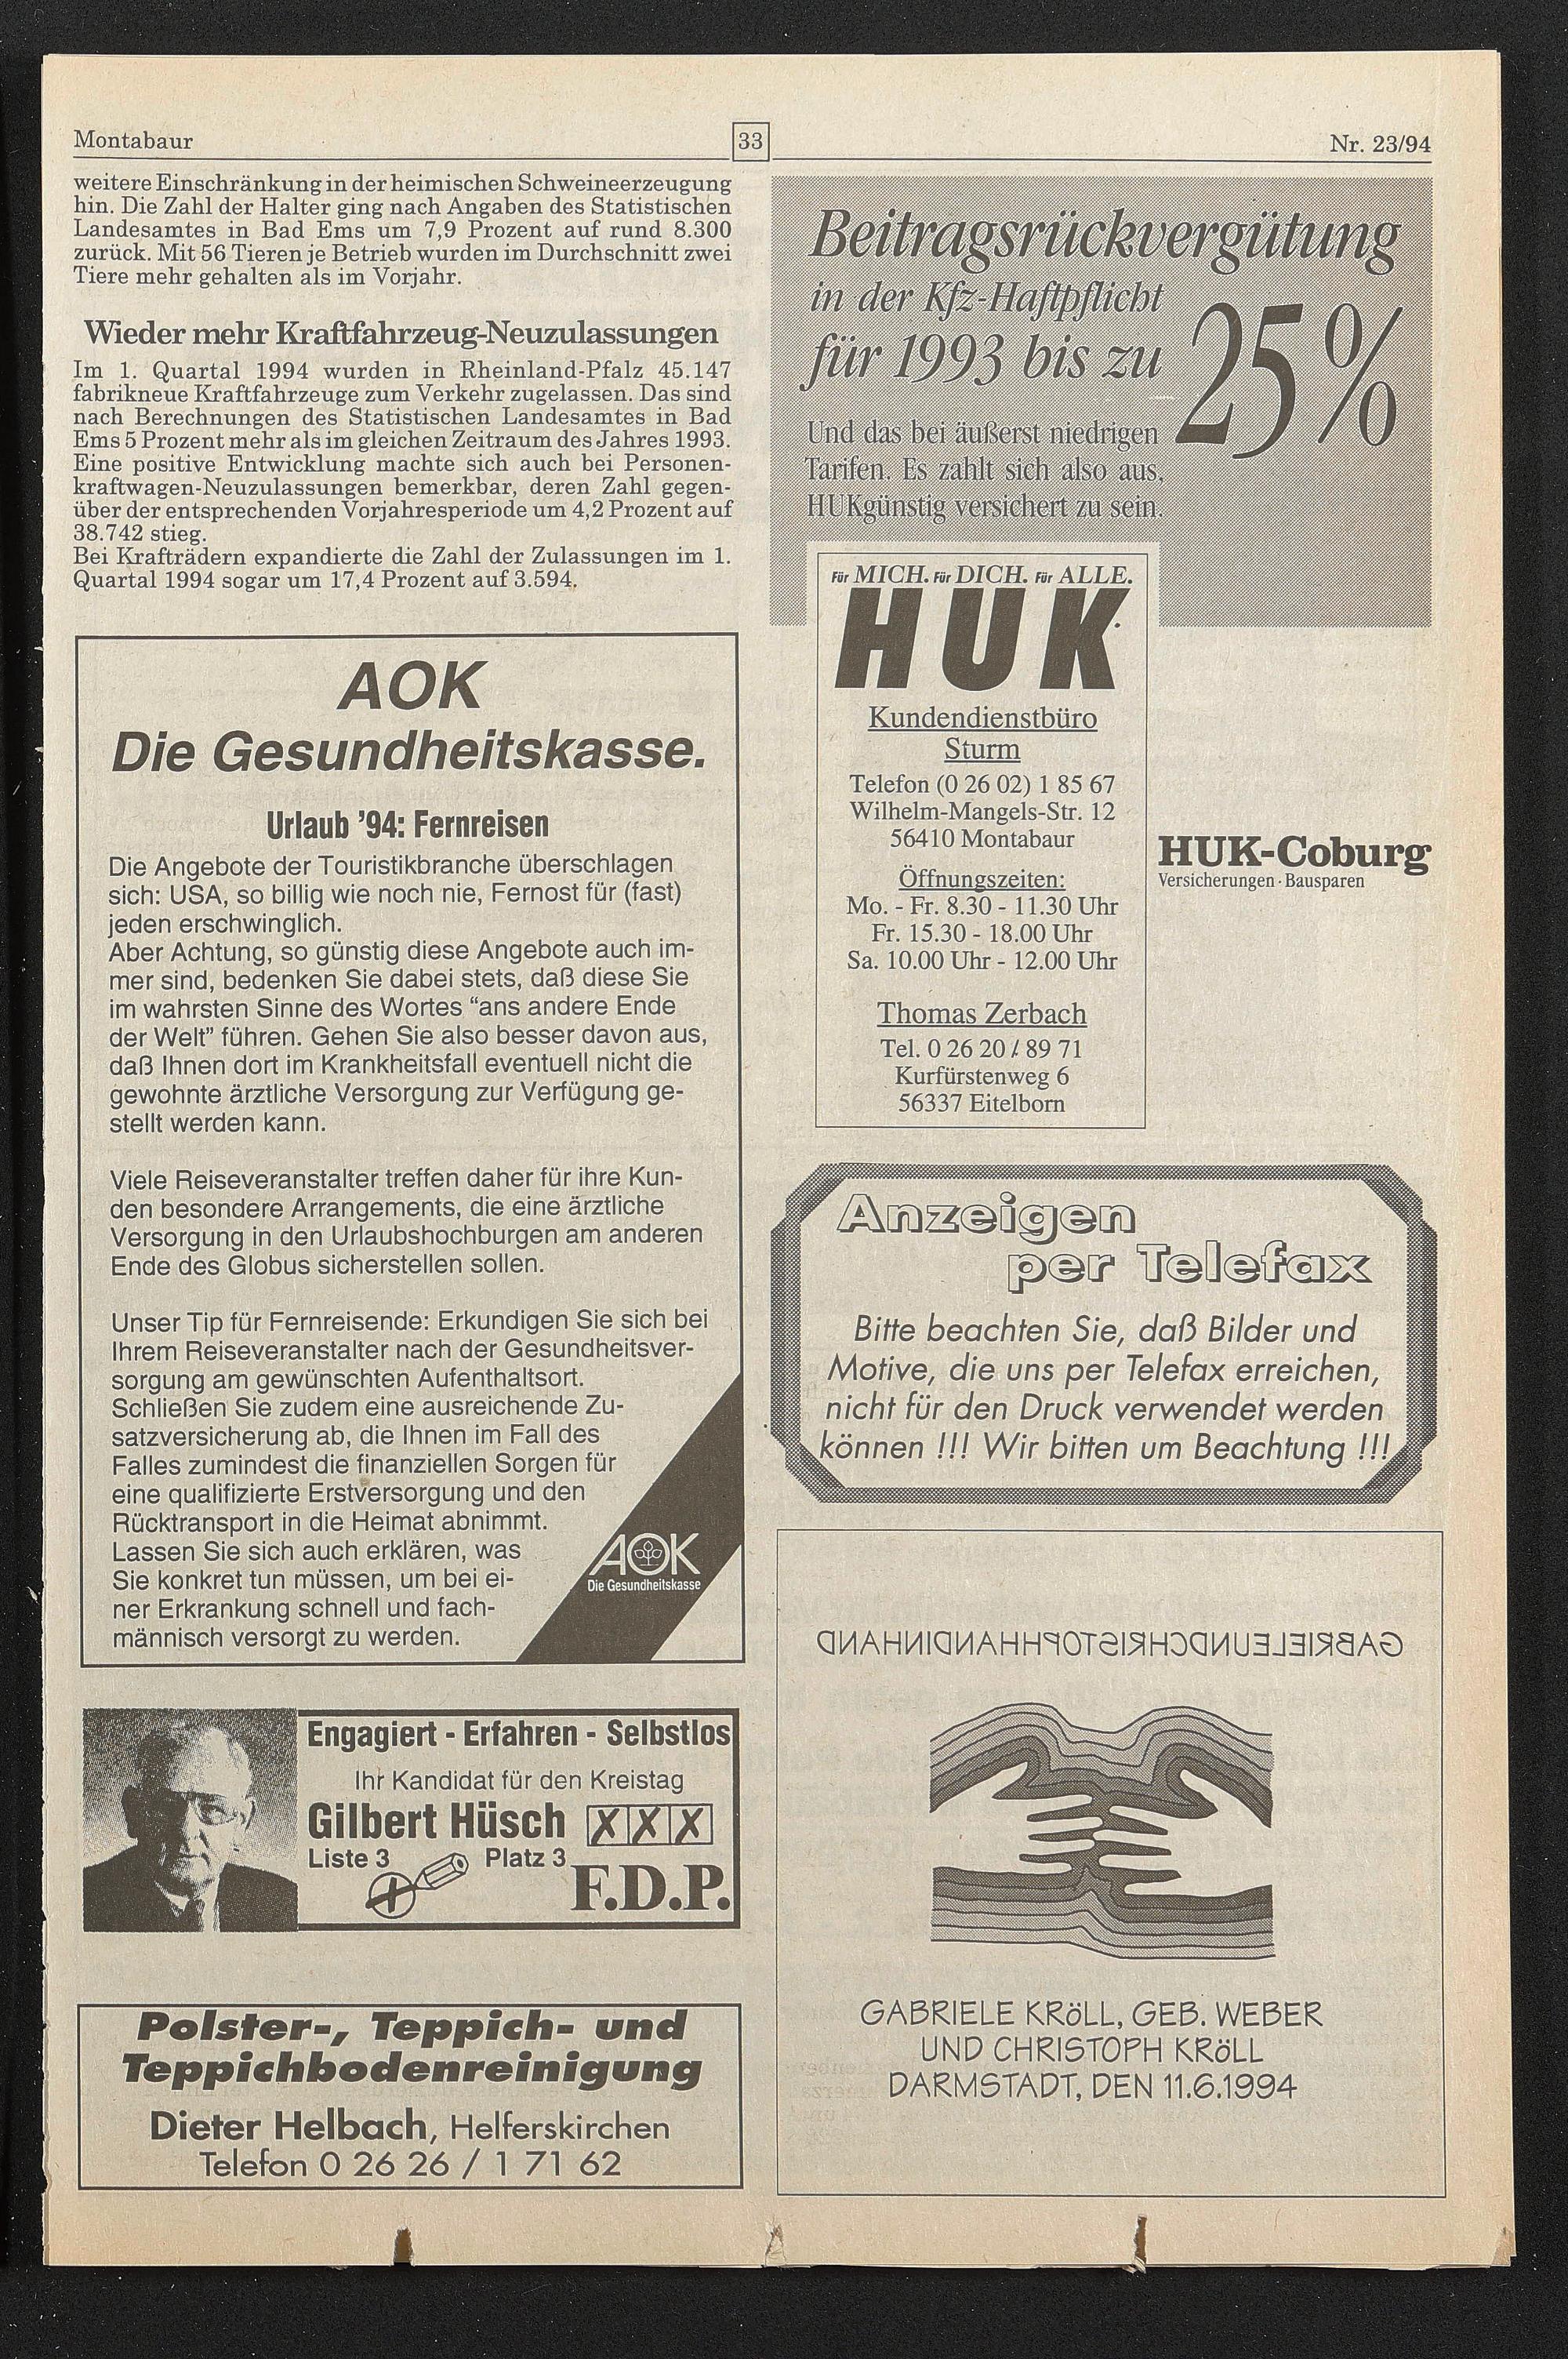 Montabaur
33
Nr. 23/94
weitere Einschränkung in der heimischen Schweineerzeugung
hin. Die Zahl der Halter ging nach Angaben des Statistischen
Landesamtes in Bad Ems um 7,9 Prozent auf rund 8.300
zurück. Mit 56 Tieren je Betrieb wurden im Durchschnitt zwei
Tiere mehr gehalten als im Vorjahr.
Wieder mehr Kraftfahrzeug-Neuzulassungen
Im 1. Quartal 1994 wurden in Rheinland-Pfalz 45.147
fabrikneue Kraftfahrzeuge zum Verkehr zugelassen. Das sind
nach Berechnungen des Statistischen Landesamtes in Bad
Ems 5 Prozent mehr als im gleichen Zeitraum des Jahres 1993.
Eine positive Entwicklung machte sich auch bei Personen-
kraftwagen-Neuzulassungen bemerkbar, deren Zahl gegen-
über der entsprechenden Vorjahresperiode um 4,2 Prozent auf
38.742 stieg.
Bei Krafträdern expandierte die Zahl der Zulassungen im 1.
Quartal 1994 sogar um 17,4 Prozent auf 3.594.
AOK
Die Gesundheitskasse.
Urlaub '94: Fernreisen
Die Angebote der Touristikbranche überschlagen
sich: USA, so billig wie noch nie, Fernost für (fast)
jeden erschwinglich.
Aber Achtung, so günstig diese Angebote auch im-
mer sind, bedenken Sie dabei stets, daß diese Sie
im wahrsten Sinne des Wortes “ans andere Ende
der Welt” führen. Gehen Sie also besser davon aus,
daß Ihnen dort im Krankheitsfall eventuell nicht die
gewohnte ärztliche Versorgung zur Verfügung ge-
stellt werden kann.
Viele Reiseveranstalter treffen daher für ihre Kun-
den besondere Arrangements, die eine ärztliche
Versorgung in den Urlaubshochburgen am anderen
Ende des Globus sicherstellen sollen.
Unser Tip für Fernreisende: Erkundigen Sie sich bei
Ihrem Reiseveranstalter nach der Gesundheitsver-
sorgung am gewünschten Aufenthaltsort.
Schließen Sie zudem eine ausreichende Zu-
satzversicherung ab, die Ihnen im Fall des
Falles zumindest die finanziellen Sorgen für
eine qualifizierte Erstversorgung und den
Rücktransport in die Heimat abnimmt.
Lassen Sie sich auch erklären, was
Sie konkret tun müssen, um bei ei-
ner Erkrankung schnell und fach-
männisch versorgt zu werden.
AOK
Die Gesundheitskasse
Engagiert - Erfahren - Selbstlos
Ihr Kandidat für den Kreistag
Gilbert Hüsch X X X
Liste 3 Platz 3
F.D.P.
Polster-, Teppich- und
Teppichbodenreinigung
Dieter Helbach, Helferskirchen
Telefon 0 26 26 / 1 71 62
Beitragsrückvergütung
in der Kfz-Haftpflicht
für 1993 bis zu
25%
Und das bei äußerst niedrigen
Tarifen. Es zahlt sich also aus,
HUKgünstig versichert zu sein.
Für MICH. Für DICH. Für ALLE.
HUK
Kundendienstbüro
Sturm
Telefon (0 26 02) 1 85 67
Wilhelm-Mangels-Str. 12
56410 Montabaur
Öffnungszeiten:
Mo. - Fr. 8.30 - 11.30 Uhr
Fr. 15.30 - 18.00 Uhr
Sa. 10.00 Uhr - 12.00 Uhr
Thomas Zerbach
Tel. 0 26 20 / 89 71
Kurfürstenweg 6
56337 Eitelborn
HUK-Coburg
Versicherungen · Bausparen
Anzeigen
per Telefax
Bitte beachten Sie, daß Bilder und
Motive, die uns per Telefax erreichen,
nicht für den Druck verwendet werden
können !!! Wir bitten um Beachtung !!!
GABRIELEUNDCHRISTOPHHANDINHAND
GABRIELE KRöLL, GEB. WEBER
UND CHRISTOPH KRöLL
DARMSTADT, DEN 11.6.1994